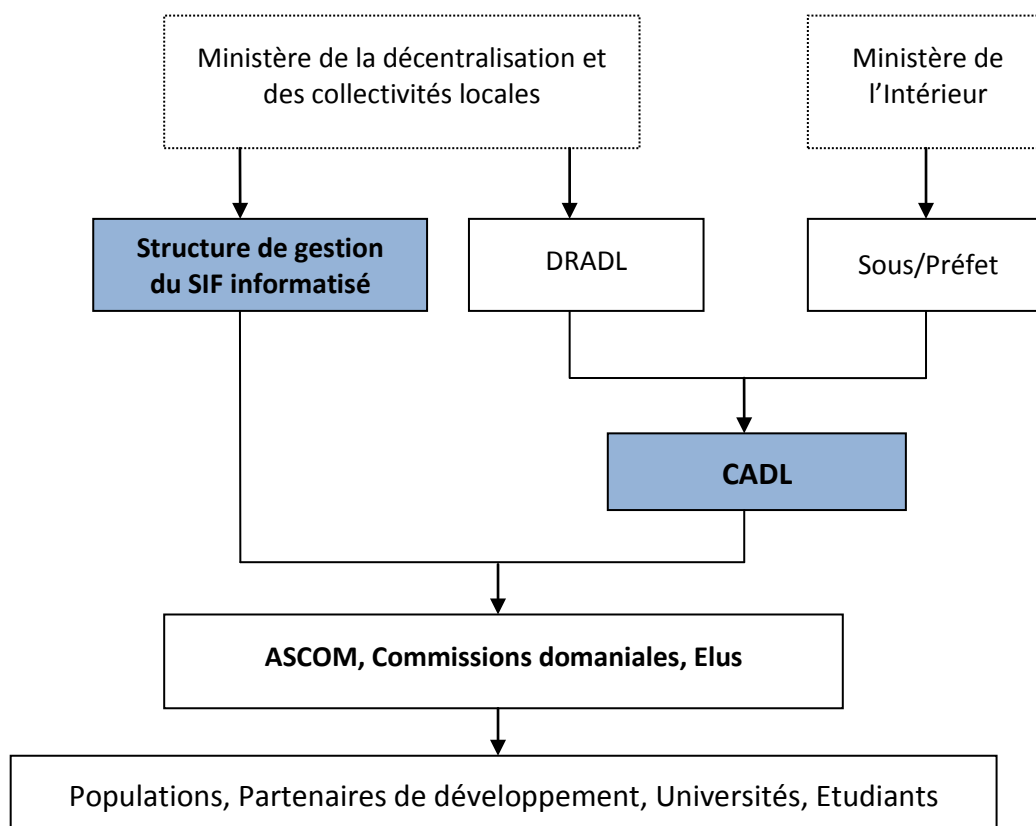 Ministère de la décentralisation et
des collectivités locales
Ministère de
l’Intérieur
Structure de gestion
du SIF informatisé
DRADL
Sous/Préfet
CADL
ASCOM, Commissions domaniales, Elus
Populations, Partenaires de développement, Universités, Etudiants